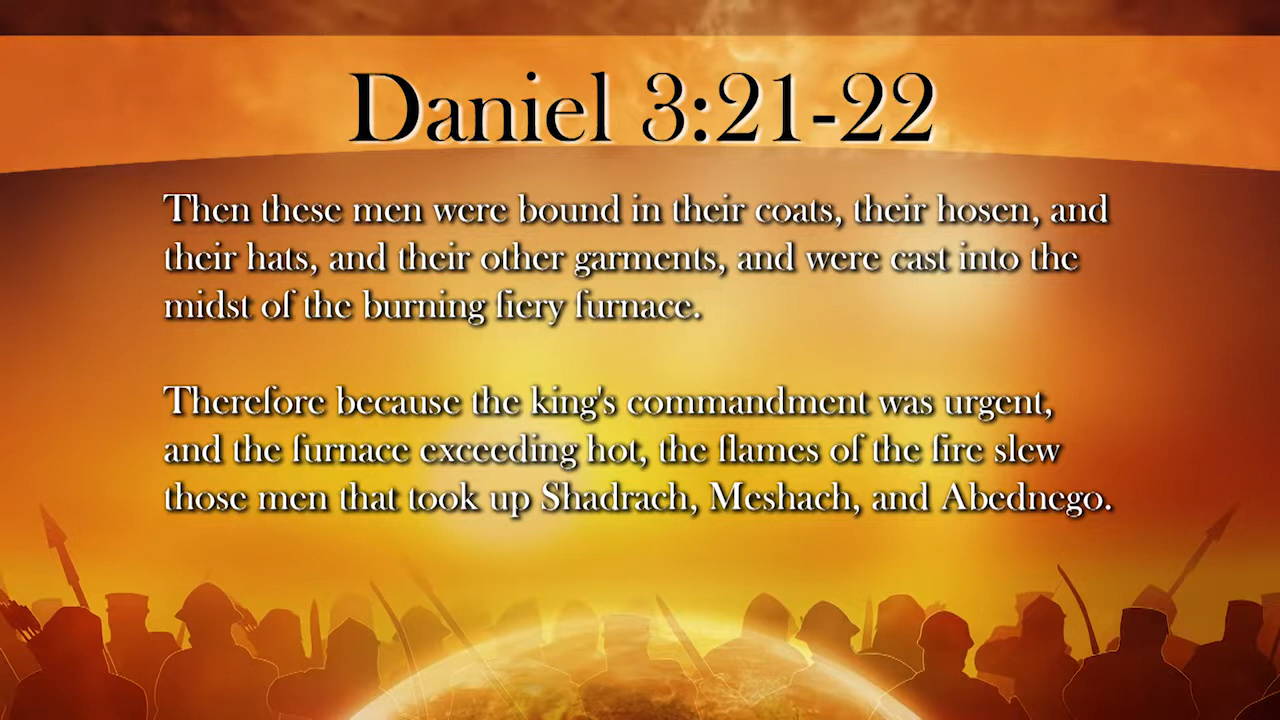 Daniel 3:21-22
Then these men were bound in their coats, their hosen, and
their hats, and their other garments, and were cast into the
midst of the burning fiery furnace.
Therefore because the king's commandment was urgent,
and the furnace exceeding hot, the flames of the fire slew
those men that took up Shadrach, Meshach, and Abednego.